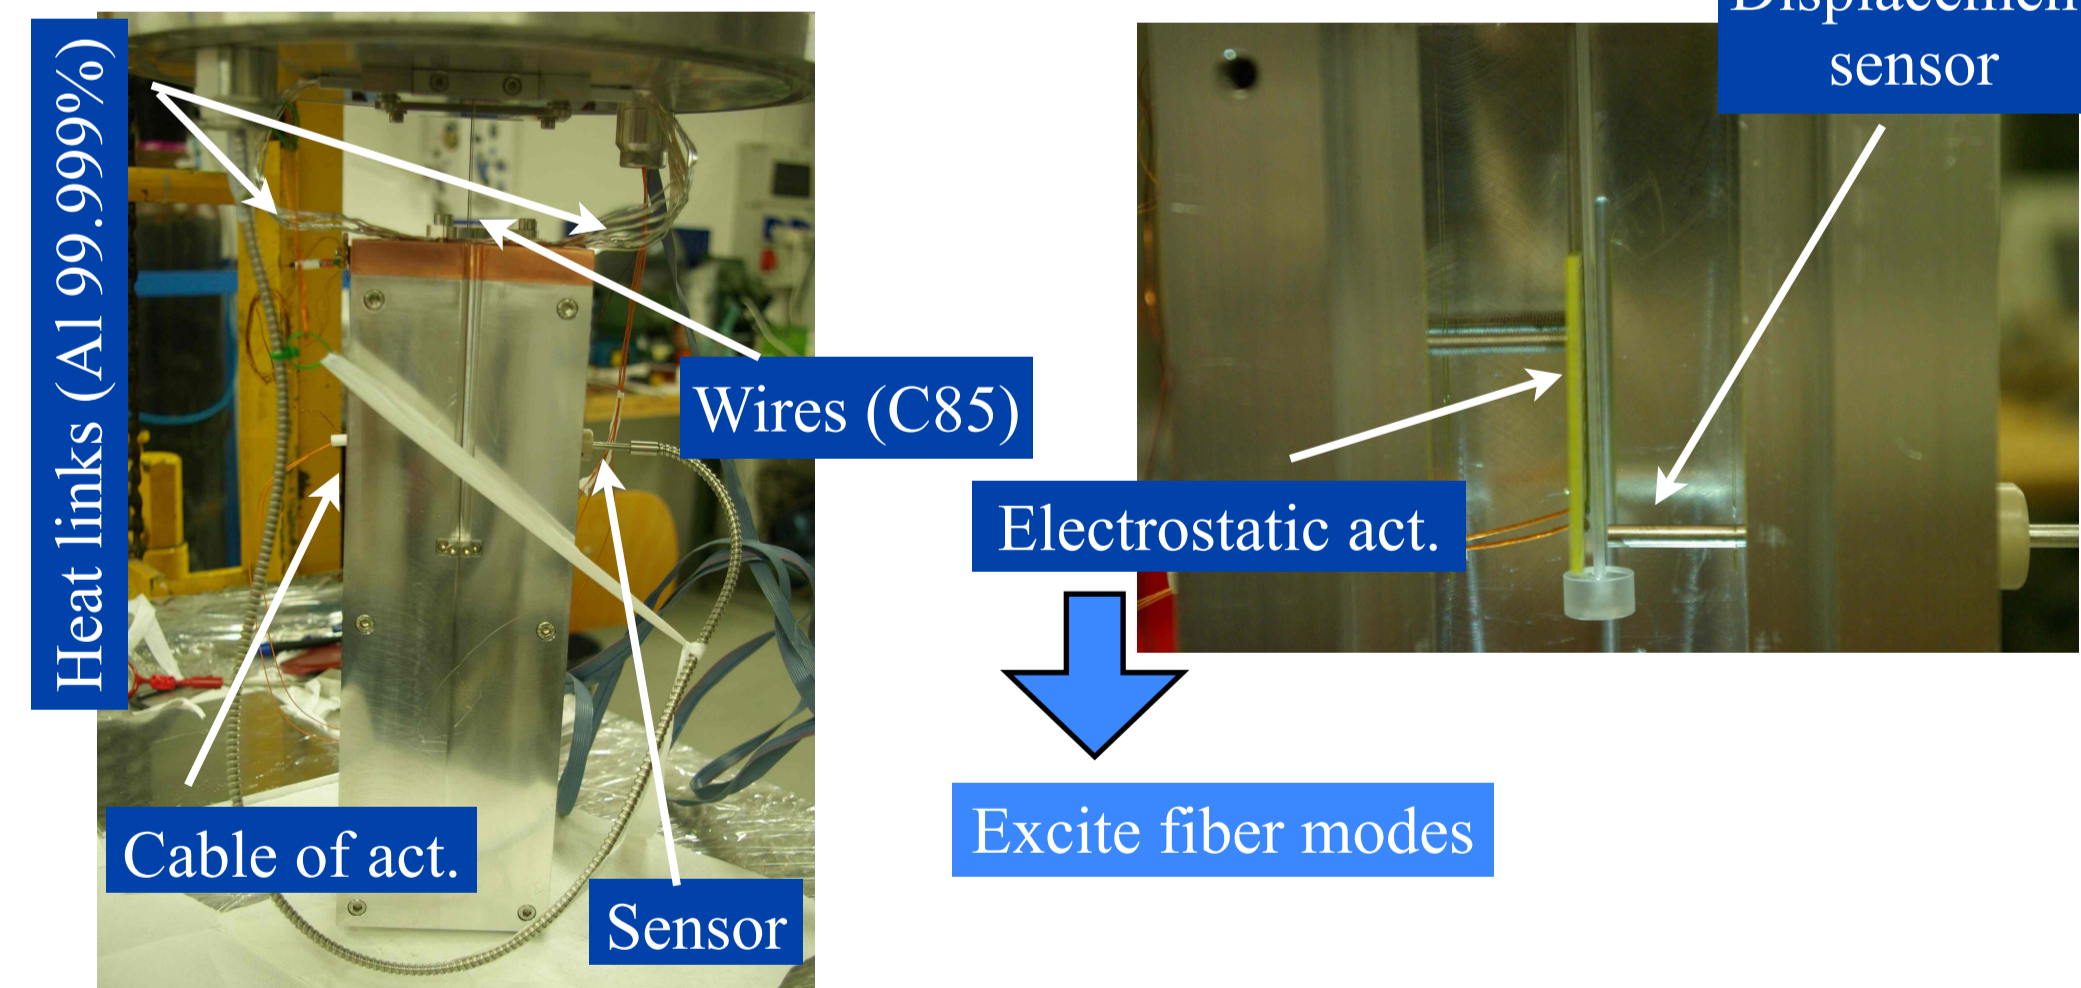 Heat links (Al 99.999%)
Wires (C85)
Cable of act.
Sensor
sensor
Electrostatic act.
Excite fiber modes